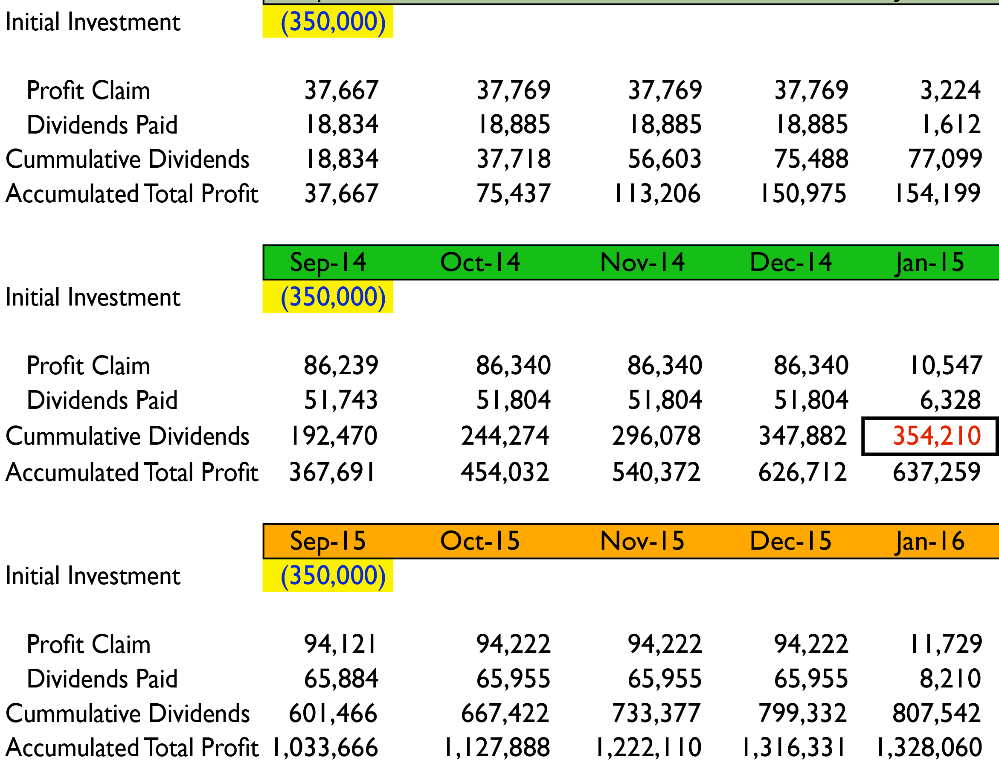 Initial Investment (350,000)
Profit Claim 37,667 37,769 37,769 37,769 3,224
Dividends Paid 18,834 18,885 18,885 18,885 1,612
Cummulative Dividends 18,834 37,718 56,603 75,488 77,099
Accumulated Total Profit 37,667 75,437 113,206 150,975 154,199
Sep-14 Oct-14 Nov-14 Dec-14 Jan-15
Initial Investment (350,000)
Profit Claim 86,239 86,340 86,340 86,340 10,547
Dividends Paid 51,743 51,804 51,804 51,804 6,328
Cummulative Dividends 192,470 244,274 296,078 347,882 354,210
Accumulated Total Profit 367,691 454,032 540,372 626,712 637,259
Sep-15 Oct-15 Nov-15 Dec-15 Jan-16
Initial Investment (350,000)
Profit Claim 94,121 94,222 94,222 94,222 11,729
Dividends Paid 65,884 65,955 65,955 65,955 8,210
Cummulative Dividends 601,466 667,422 733,377 799,332 807,542
Accumulated Total Profit 1,033,666 1,127,888 1,222,110 1,316,331 1,328,060